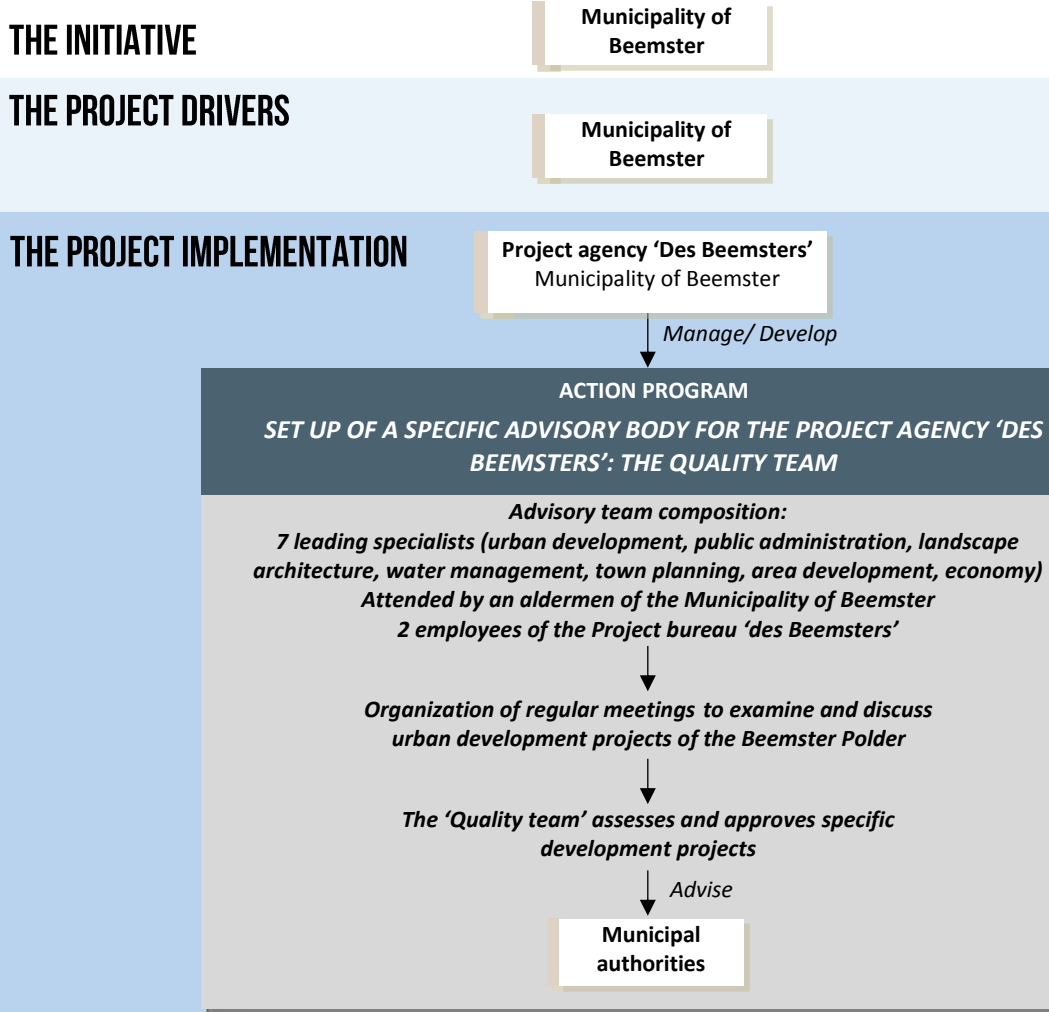 THE INITIATIVE
Municipality of
Beemster
THE PROJECT DRIVERS
Municipality of
Beemster
THE PROJECT IMPLEMENTATION
Project agency ‘Des Beemsters’
Municipality of Beemster
Manage/ Develop
ACTION PROGRAM
SET UP OF A SPECIFIC ADVISORY BODY FOR THE PROJECT AGENCY ‘DES
BEEMSTERS’: THE QUALITY TEAM
Advisory team composition:
7 leading specialists (urban development, public administration, landscape
architecture, water management, town planning, area development, economy)
Attended by an aldermen of the Municipality of Beemster
2 employees of the Project bureau ‘des Beemsters’
Organization of regular meetings to examine and discuss
urban development projects of the Beemster Polder
The ‘Quality team’ assesses and approves specific
development projects
Advise
Municipal
authorities